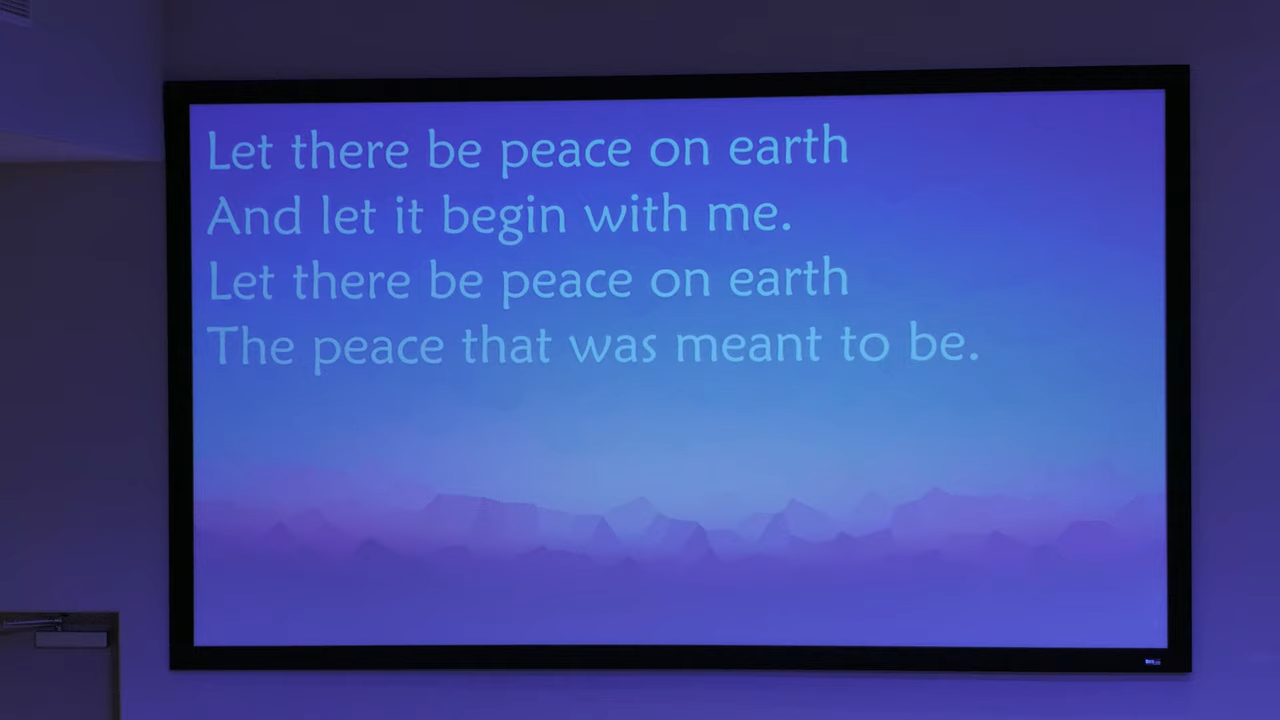 Let there be peace on earth
And let it begin with me.
Let there be peace on earth
The peace that was meant to be.